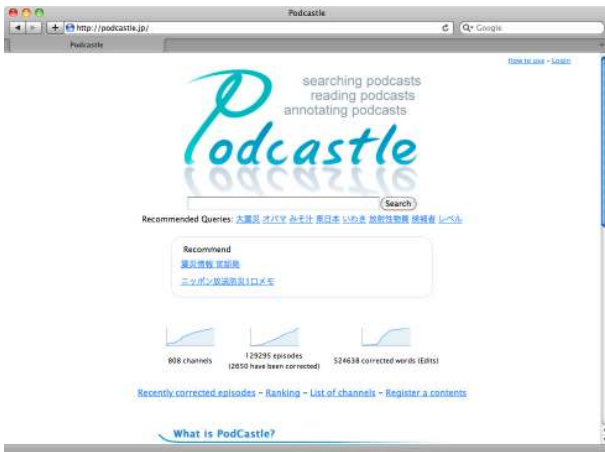 Podcastle
http://podcastle.jp/
Google
Podcastle
How to use - Login
searching podcasts
reading podcasts
annotating podcasts
Podcastle
Search
Recommended Queries: 大震災 オバマ みそ汁 東日本 いわき 放射性物質 候補者 レベル
Recommend
震災情報
ニッポン放送防災1口メモ
808 channels
129295 episodes
(2850 have been corrected)
524638 corrected words (Edits)
Recently corrected episodes - Ranking - List of channels - Register a contents
What is PodCastle?